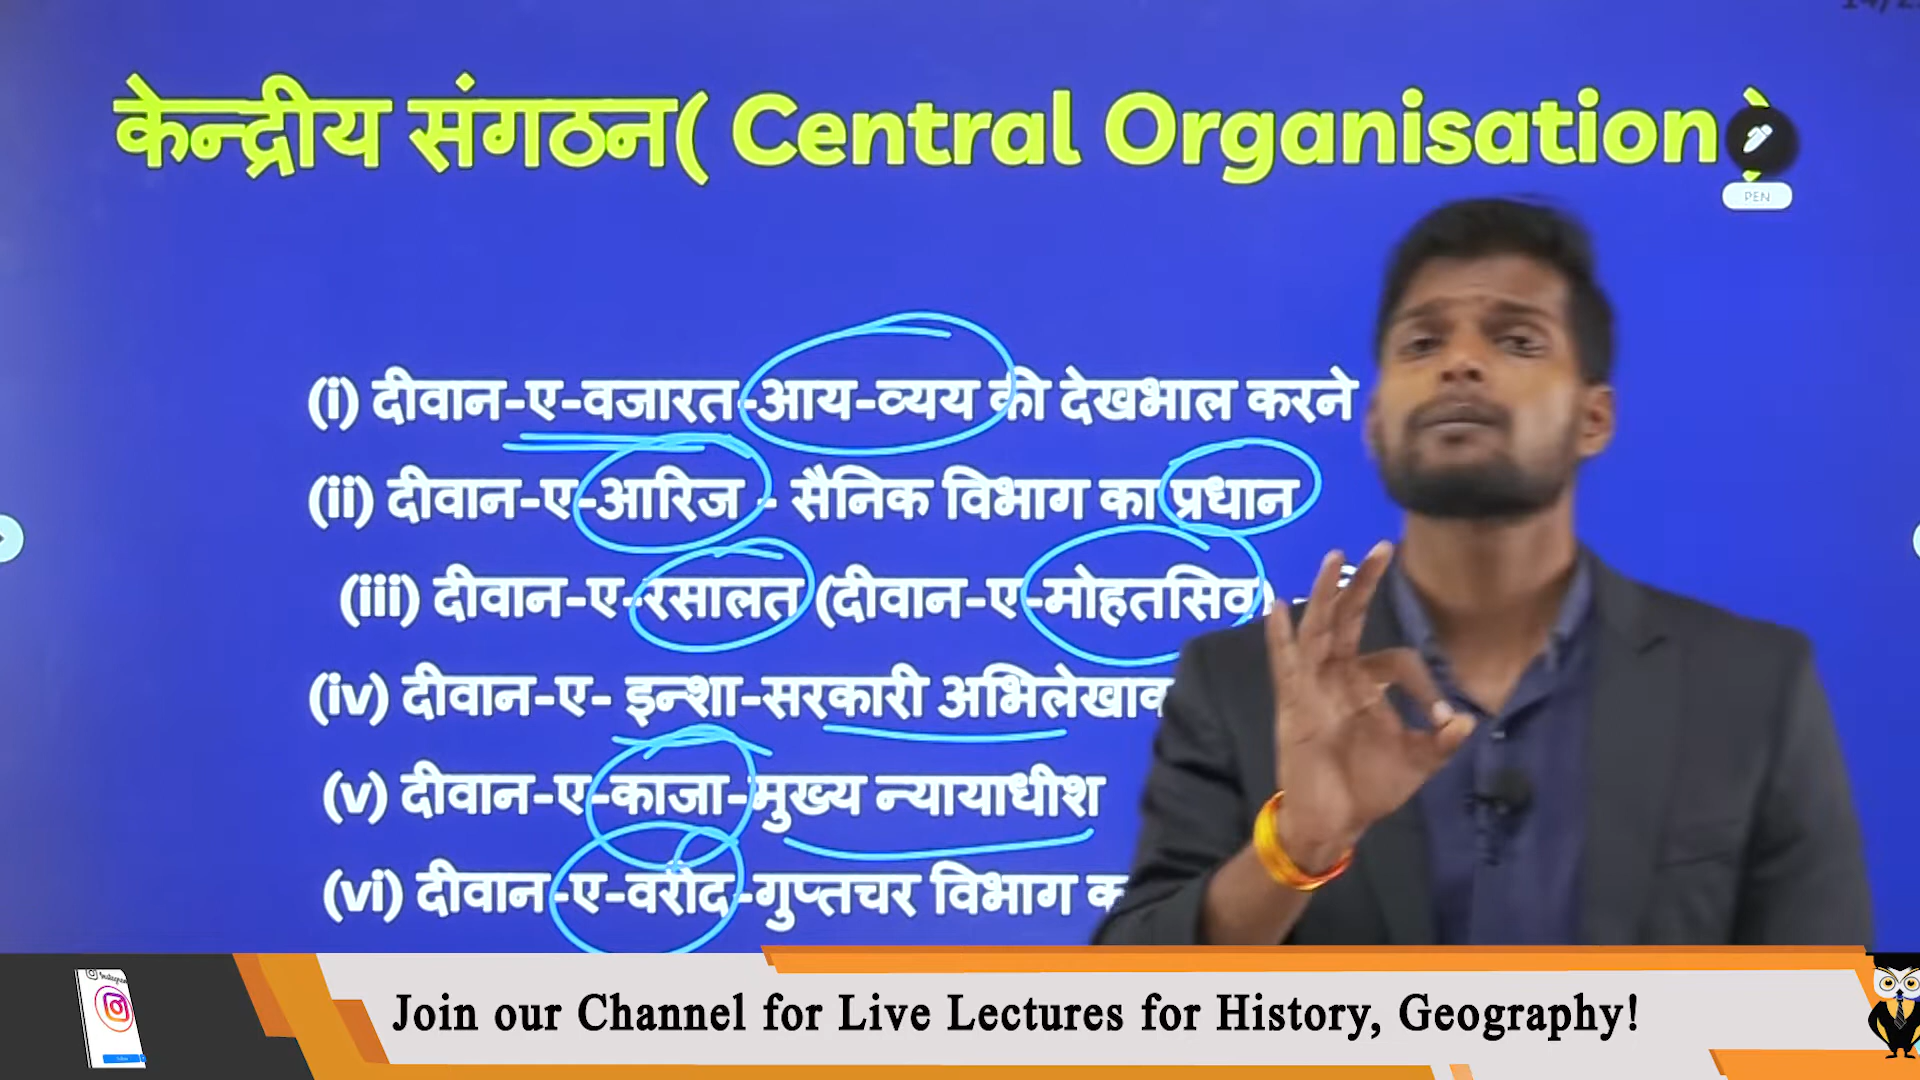 केन्द्रीय संगठन( Central Organisation)
PEN
(i) दीवान-ए-वजारत-आय-व्यय की देखभाल करने
(ii) दीवान-ए-आरिज - सैनिक विभाग का प्रधान
(iii) दीवान-ए-रसालत (दीवान-ए-मोहतसिव) -
(iv) दीवान-ए- इन्शा-सरकारी अभिलेखा
(v) दीवान-ए-काजा-मुख्य न्यायाधीश
(vi) दीवान-ए-वरीद-गुप्तचर विभाग
Instagram
Join our Channel for Live Lectures for History, Geography!